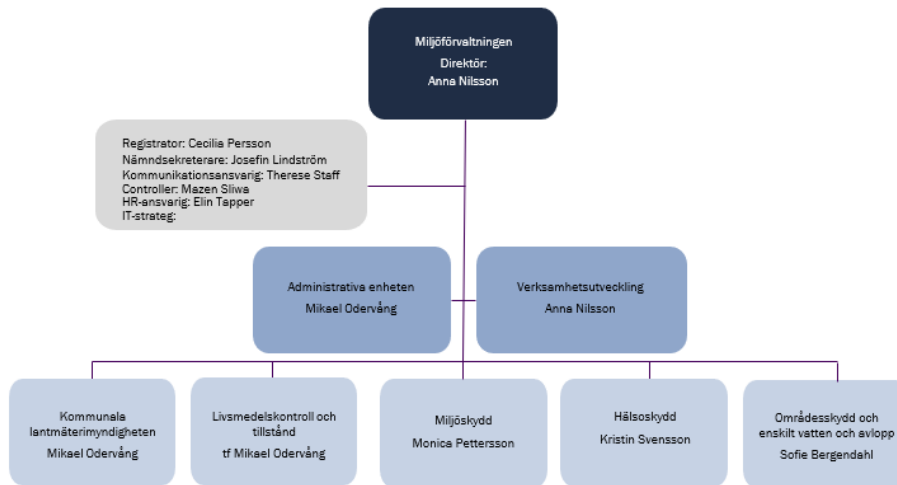 Miljöförvaltningen
Direktör:
Anna Nilsson
Registrator: Cecilia Persson
Nämndsekreterare: Josefin Lindström
Kommunikationsansvarig: Therese Staff
Controller: Mazen Sliwa
HR-ansvarig: Elin Tapper
IT-strateg:
Administrativa enheten
Mikael Odervång
Verksamhetsutveckling
Anna Nilsson
Kommunala
lantmäterimyndigheten
Mikael Odervång
Livsmedelskontroll och
tillstånd
tf Mikael Odervång
Miljöskydd
Monica Pettersson
Hälsoskydd
Kristin Svensson
Områdesskydd och
enskilt vatten och avlopp
Sofie Bergendahl